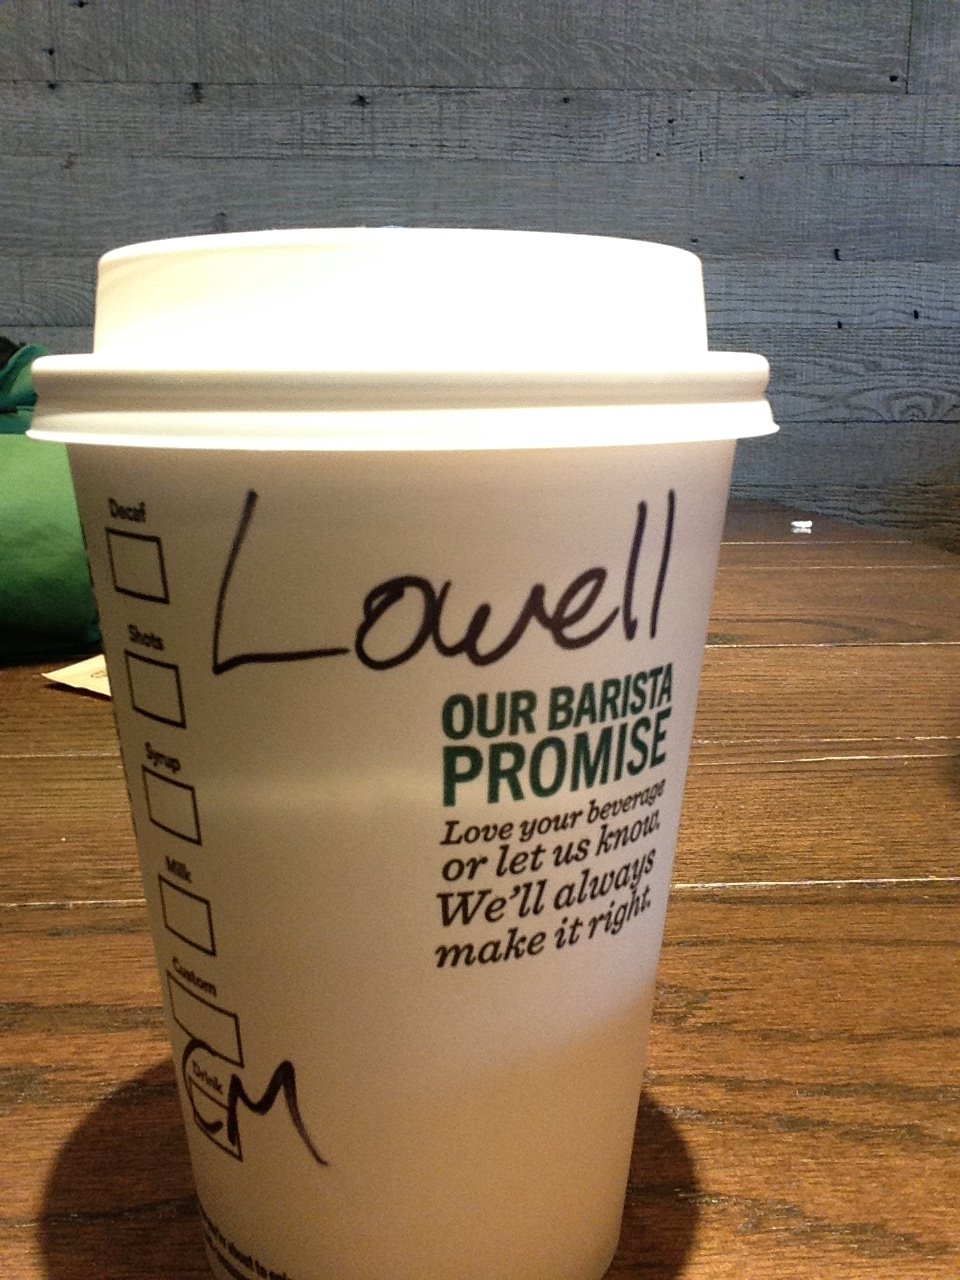 Lowell
OUR BARISTA
PROMISE
Love your beverage
or let us know.
We'll always
make it right.
Decaf
Shots
Syrup
Milk
Custom
Drink
CM